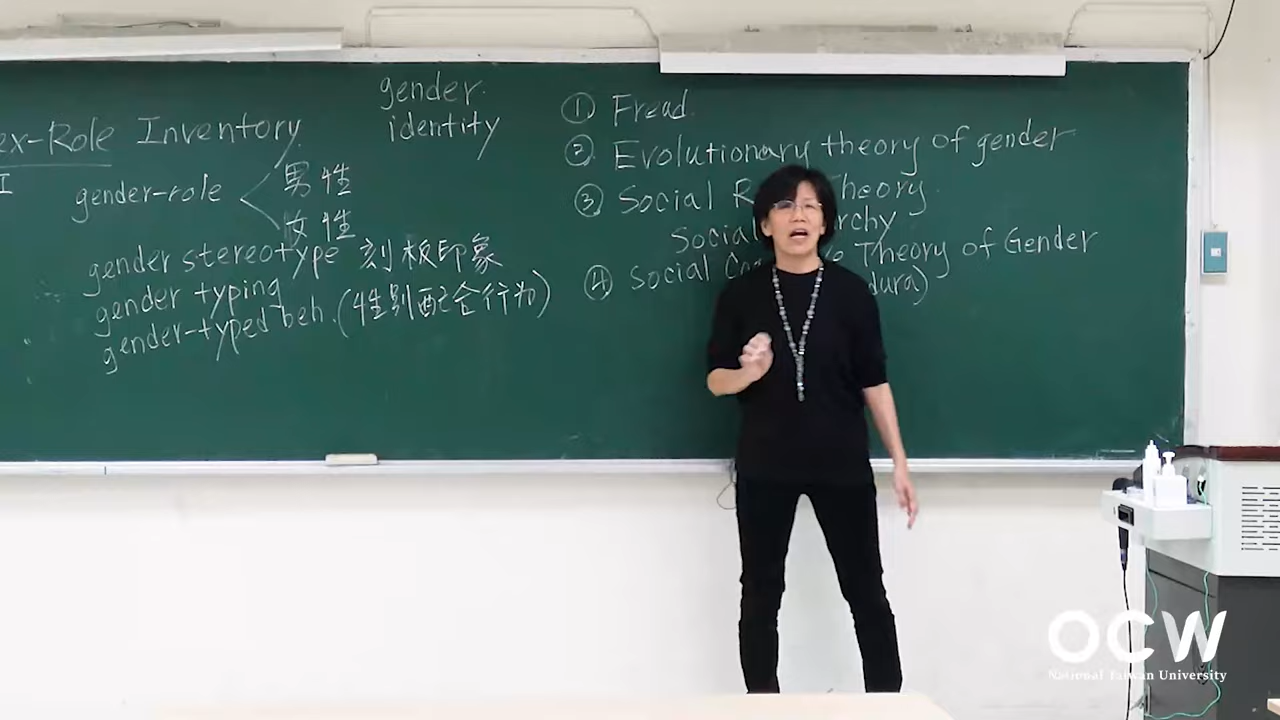 gender
identity
ex-Role Inventory
I
gender-role
男性
女性
gender stereotype 刻板印象
gender typing
gender-typed beh. (性別配合行为)
① Freud
② Evolutionary theory of gender
③ Social R Theory
Social rarchy
④ Social Co e Theory of Gender
dura)
OCW
National Taiwan University